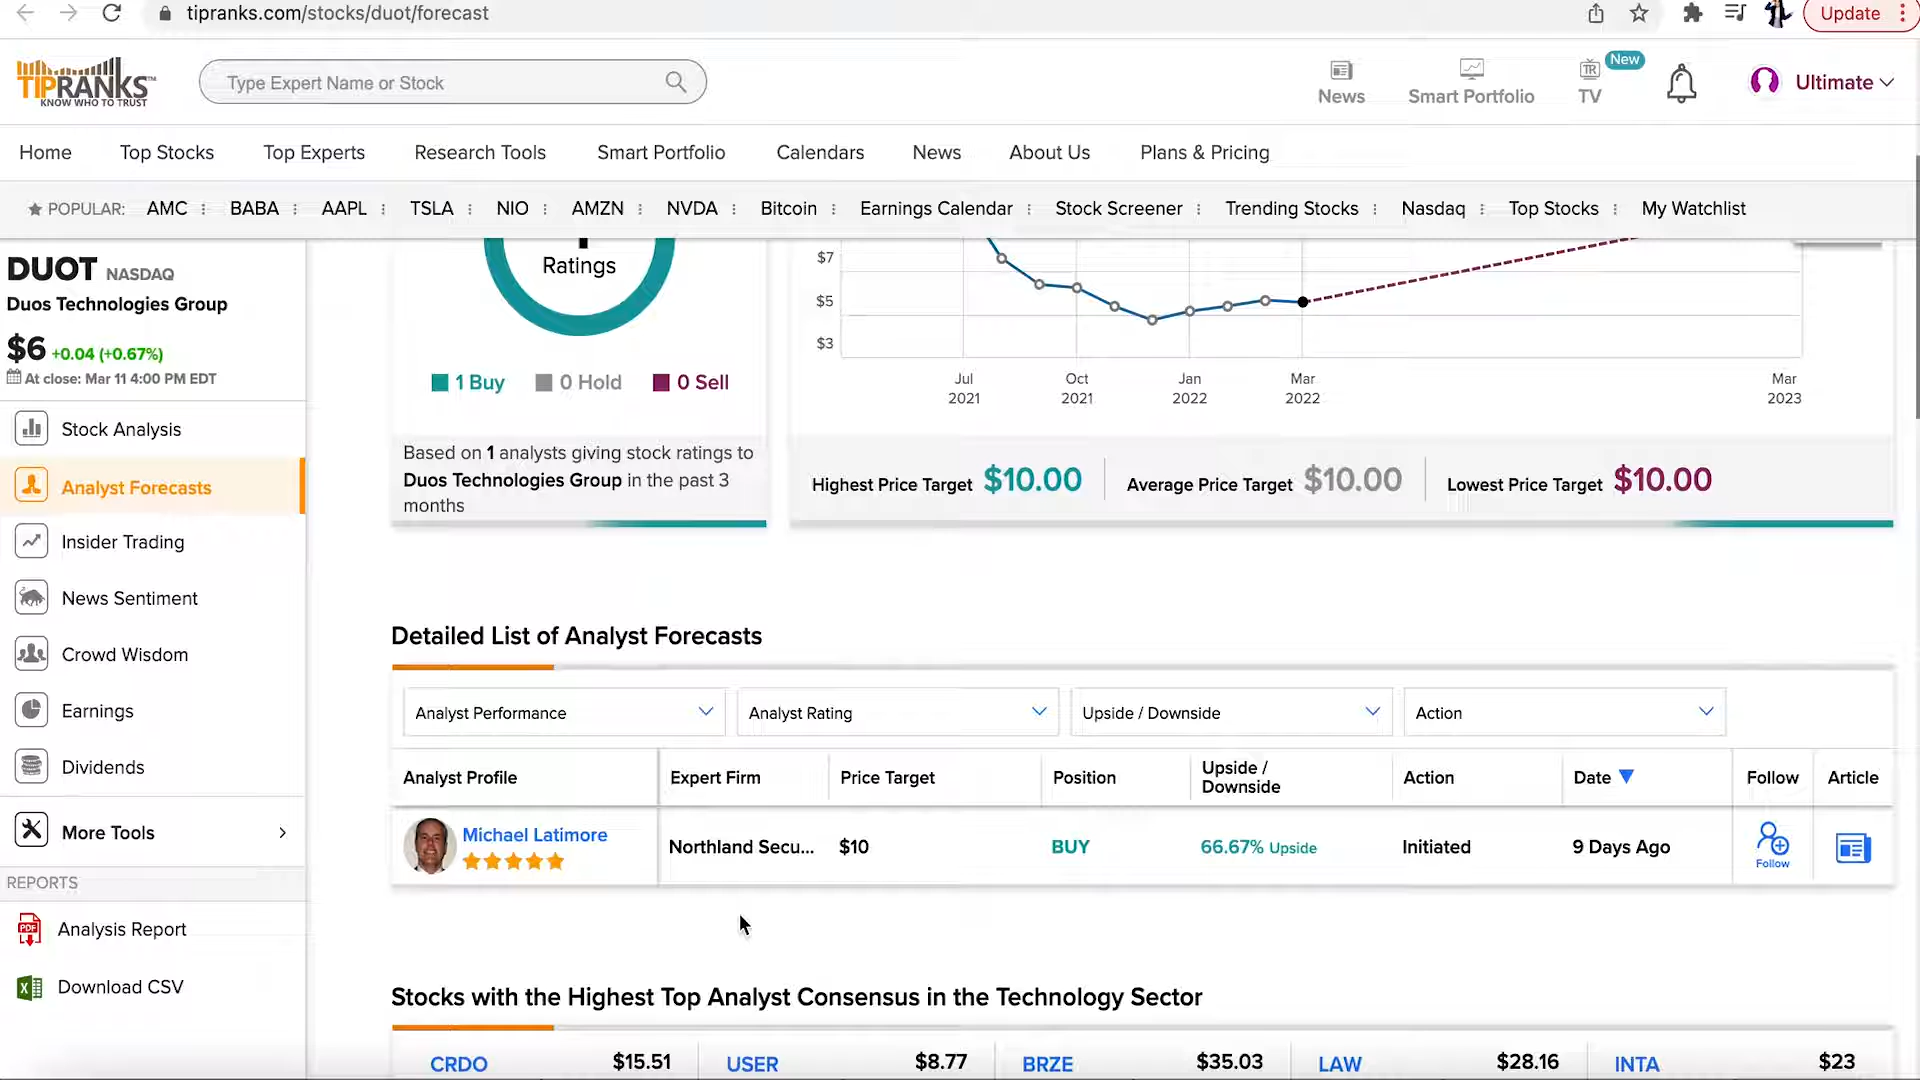 tipranks.com/stocks/duot/forecast
Update
TIPRANKS
KNOW WHO TO TRUST
Type Expert Name or Stock
News
Smart Portfolio
TR
TV
New
Ultimate
Home
Top Stocks
Top Experts
Research Tools
Smart Portfolio
Calendars
News
About Us
Plans & Pricing
POPULAR:
AMC
BABA
AAPL
TSLA
NIO
AMZN
NVDA
Bitcoin
Earnings Calendar
Stock Screener
Trending Stocks
Nasdaq
Top Stocks
My Watchlist
DUOT NASDAQ
Duos Technologies Group
$6 +0.04 (+0.67%)
At close: Mar 11 4:00 PM EDT
Stock Analysis
Analyst Forecasts
Insider Trading
News Sentiment
Crowd Wisdom
Earnings
Dividends
More Tools
REPORTS
PDF
Analysis Report
X
Download CSV
Ratings
1 Buy
0 Hold
0 Sell
Based on 1 analysts giving stock ratings to
Duos Technologies Group in the past 3
months
$7
$5
$3
Jul
2021
Oct
2021
Jan
2022
Mar
2022
Mar
2023
Highest Price Target $10.00
Average Price Target $10.00
Lowest Price Target $10.00
Detailed List of Analyst Forecasts
Analyst Performance
Analyst Rating
Upside / Downside
Action
Analyst Profile
Expert Firm
Price Target
Position
Upside /
Downside
Action
Date
Follow
Article
Michael Latimore
Northland Secu...
$10
BUY
66.67% Upside
Initiated
9 Days Ago
Follow
Stocks with the Highest Top Analyst Consensus in the Technology Sector
CRDO
$15.51
USER
$8.77
BRZE
$35.03
LAW
$28.16
INTA
$23